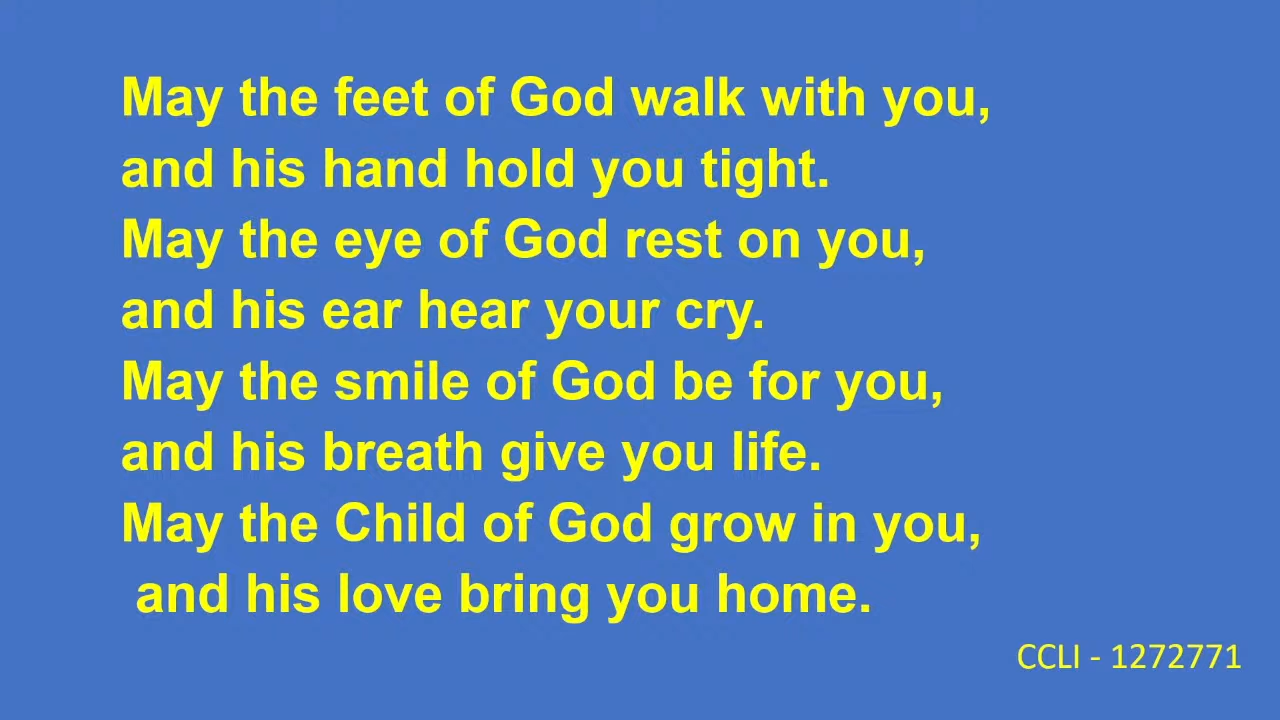 May the feet of God walk with you,
and his hand hold you tight.
May the eye of God rest on you,
and his ear hear your cry.
May the smile of God be for you,
and his breath give you life.
May the Child of God grow in you,
and his love bring you home.
CCLI - 1272771